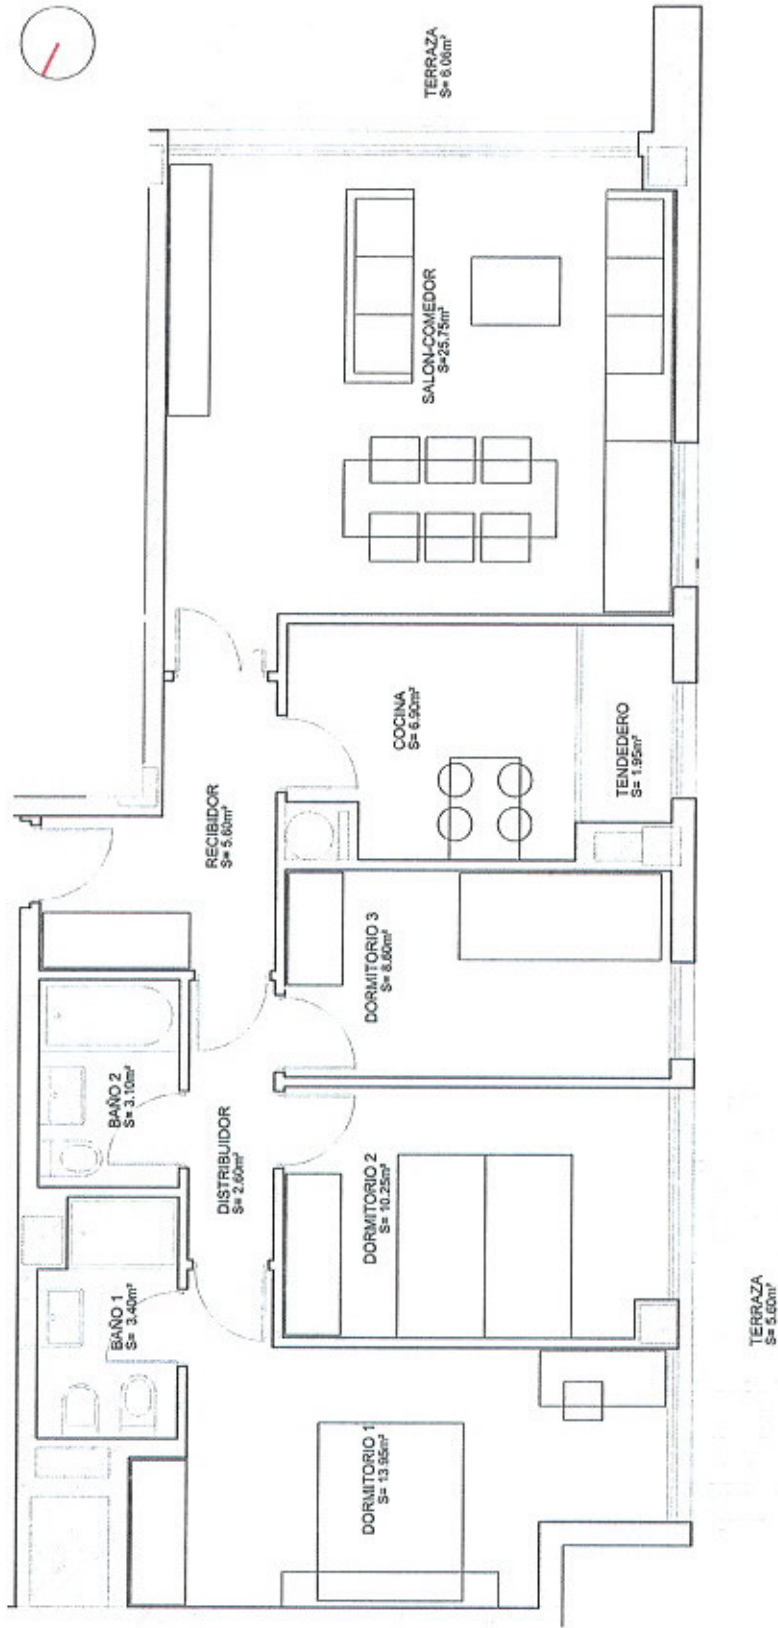 TERRAZA
S= 6.06m²
SALON-COMEDOR
S=25.75m²
COCINA
S= 6.90m²
TENDEDERO
S= 1.95m²
RECIBIDOR
S= 5.60m²
DORMITORIO 3
S= 8.60m²
BAÑO 2
S= 3.10m²
DISTRIBUIDOR
S= 2.60m²
DORMITORIO 2
S= 10.25m²
BAÑO 1
S= 3.40m²
DORMITORIO 1
S= 13.95m²
TERRAZA
S= 5.60m²